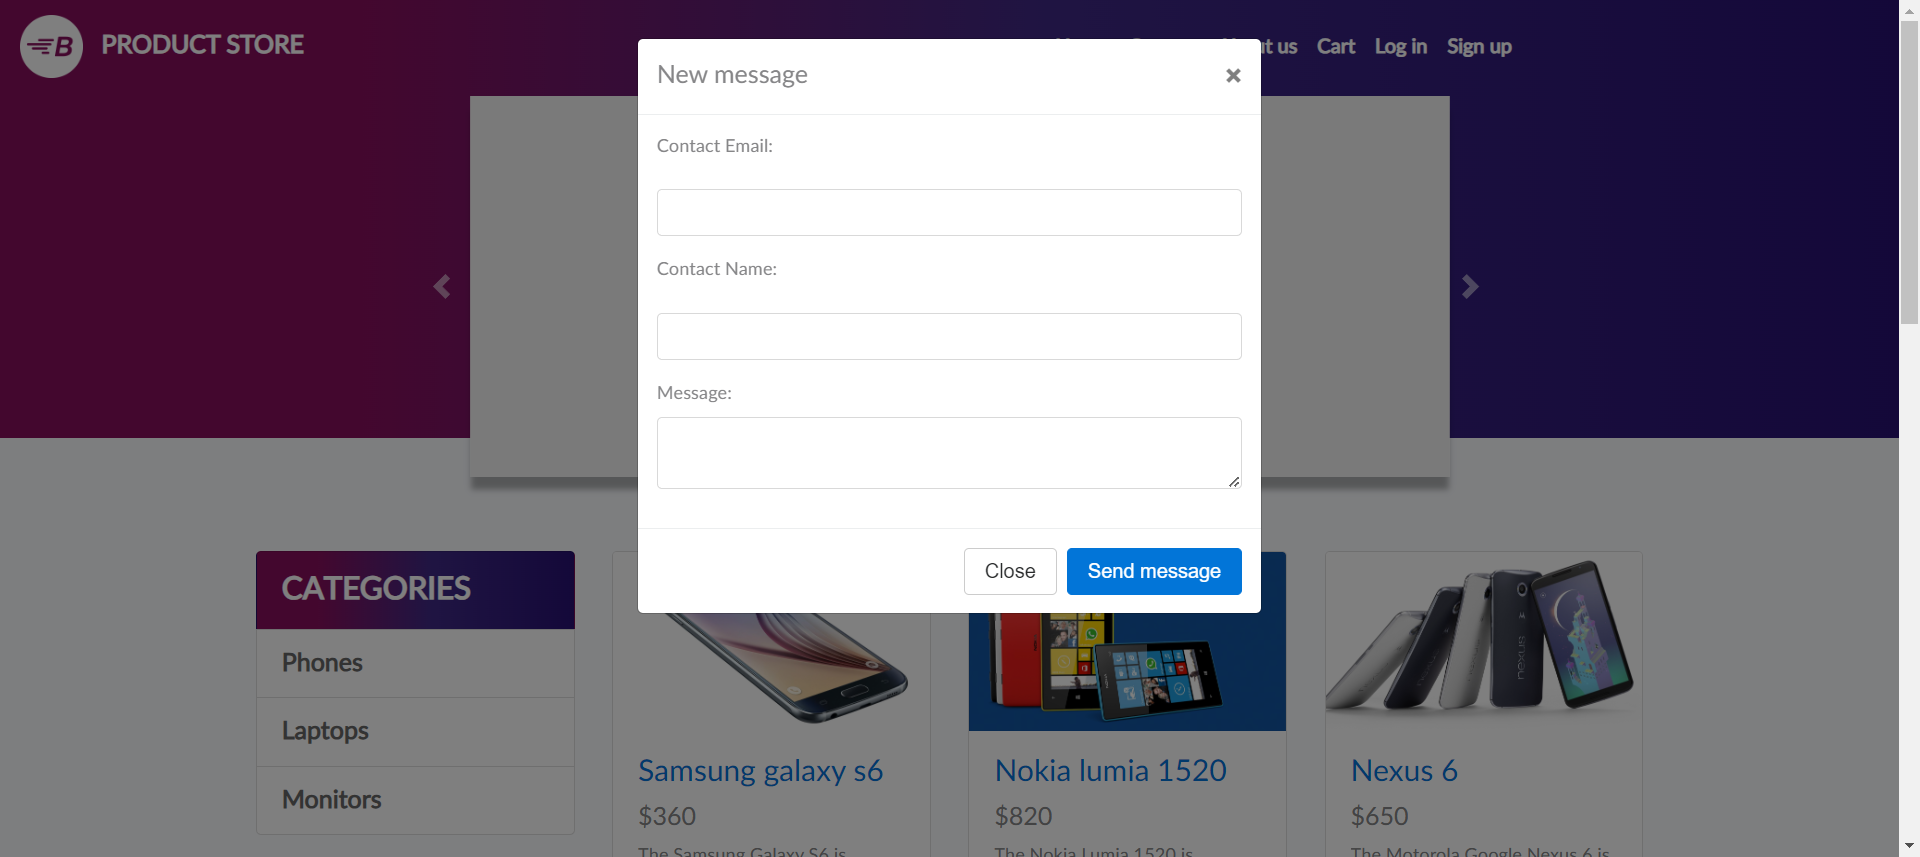 B PRODUCT STORE
t us Cart Log in Sign up
New message
Contact Email:
Contact Name:
Message:
Close Send message
CATEGORIES
Phones
Laptops
Monitors
Samsung galaxy s6
$360
The Samsung Galaxy S6 is
Nokia lumia 1520
$820
The Nokia Lumia 1520 is
nexus
Nexus 6
$650
The Motorola Google Nexus 6 is